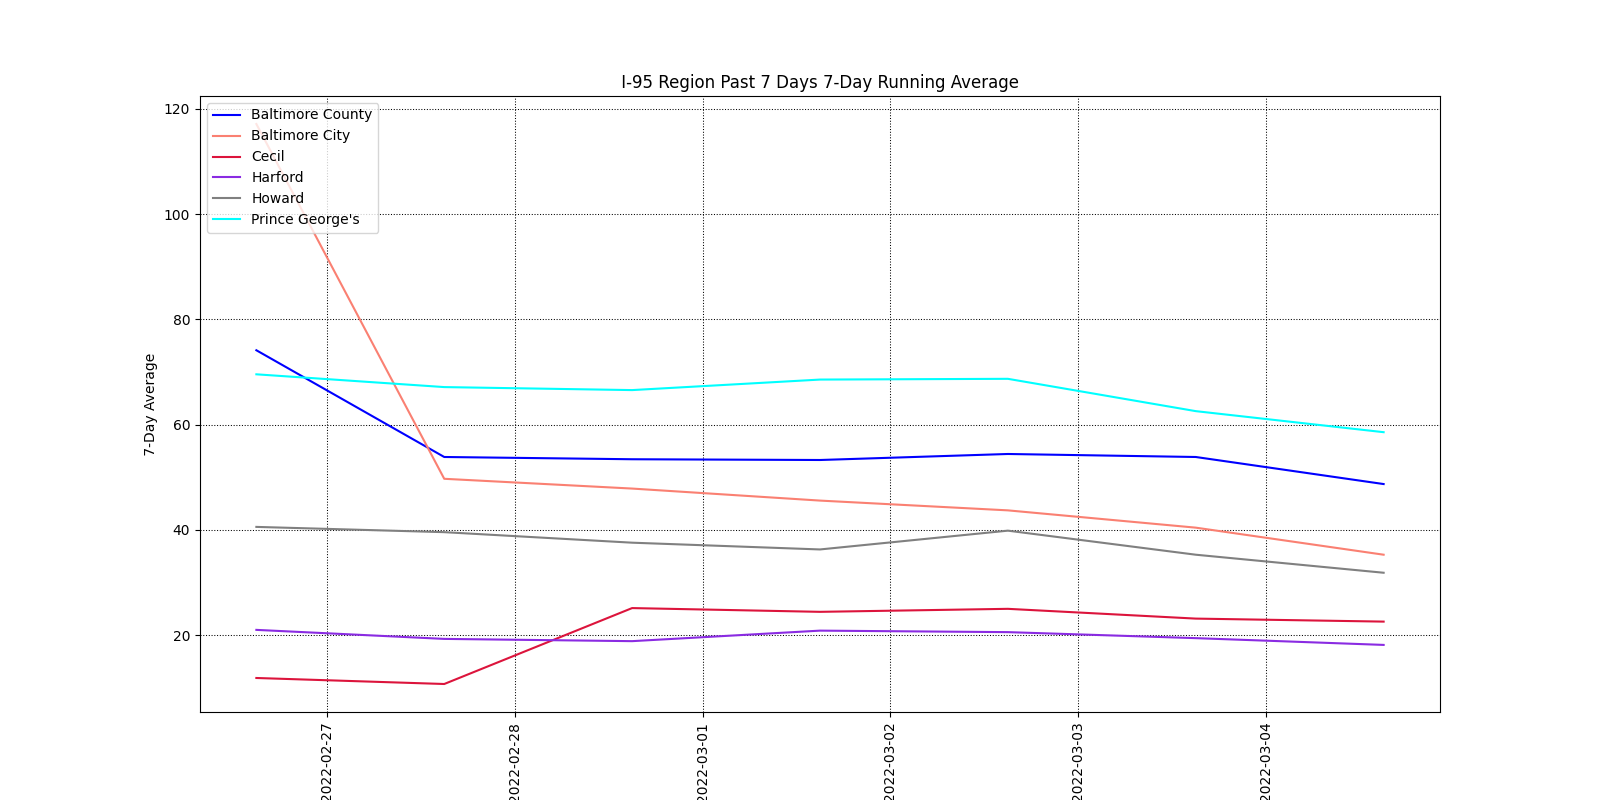 I-95 Region Past 7 Days 7-Day Running Average
Baltimore County
Baltimore City
Cecil
Harford
Howard
Prince George's
7-Day Average
120
100
80
60
40
20
2022-02-27
2022-02-28
2022-03-01
2022-03-02
2022-03-03
2022-03-04